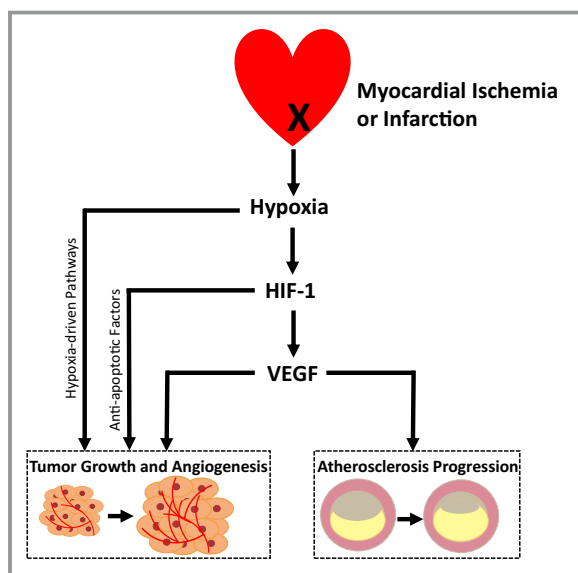 X
Myocardial Ischemia
or Infarction
Hypoxia
HIF-1
VEGF
Hypoxia-driven Pathways
Anti-apoptotic Factors
Tumor Growth and Angiogenesis
Atherosclerosis Progression